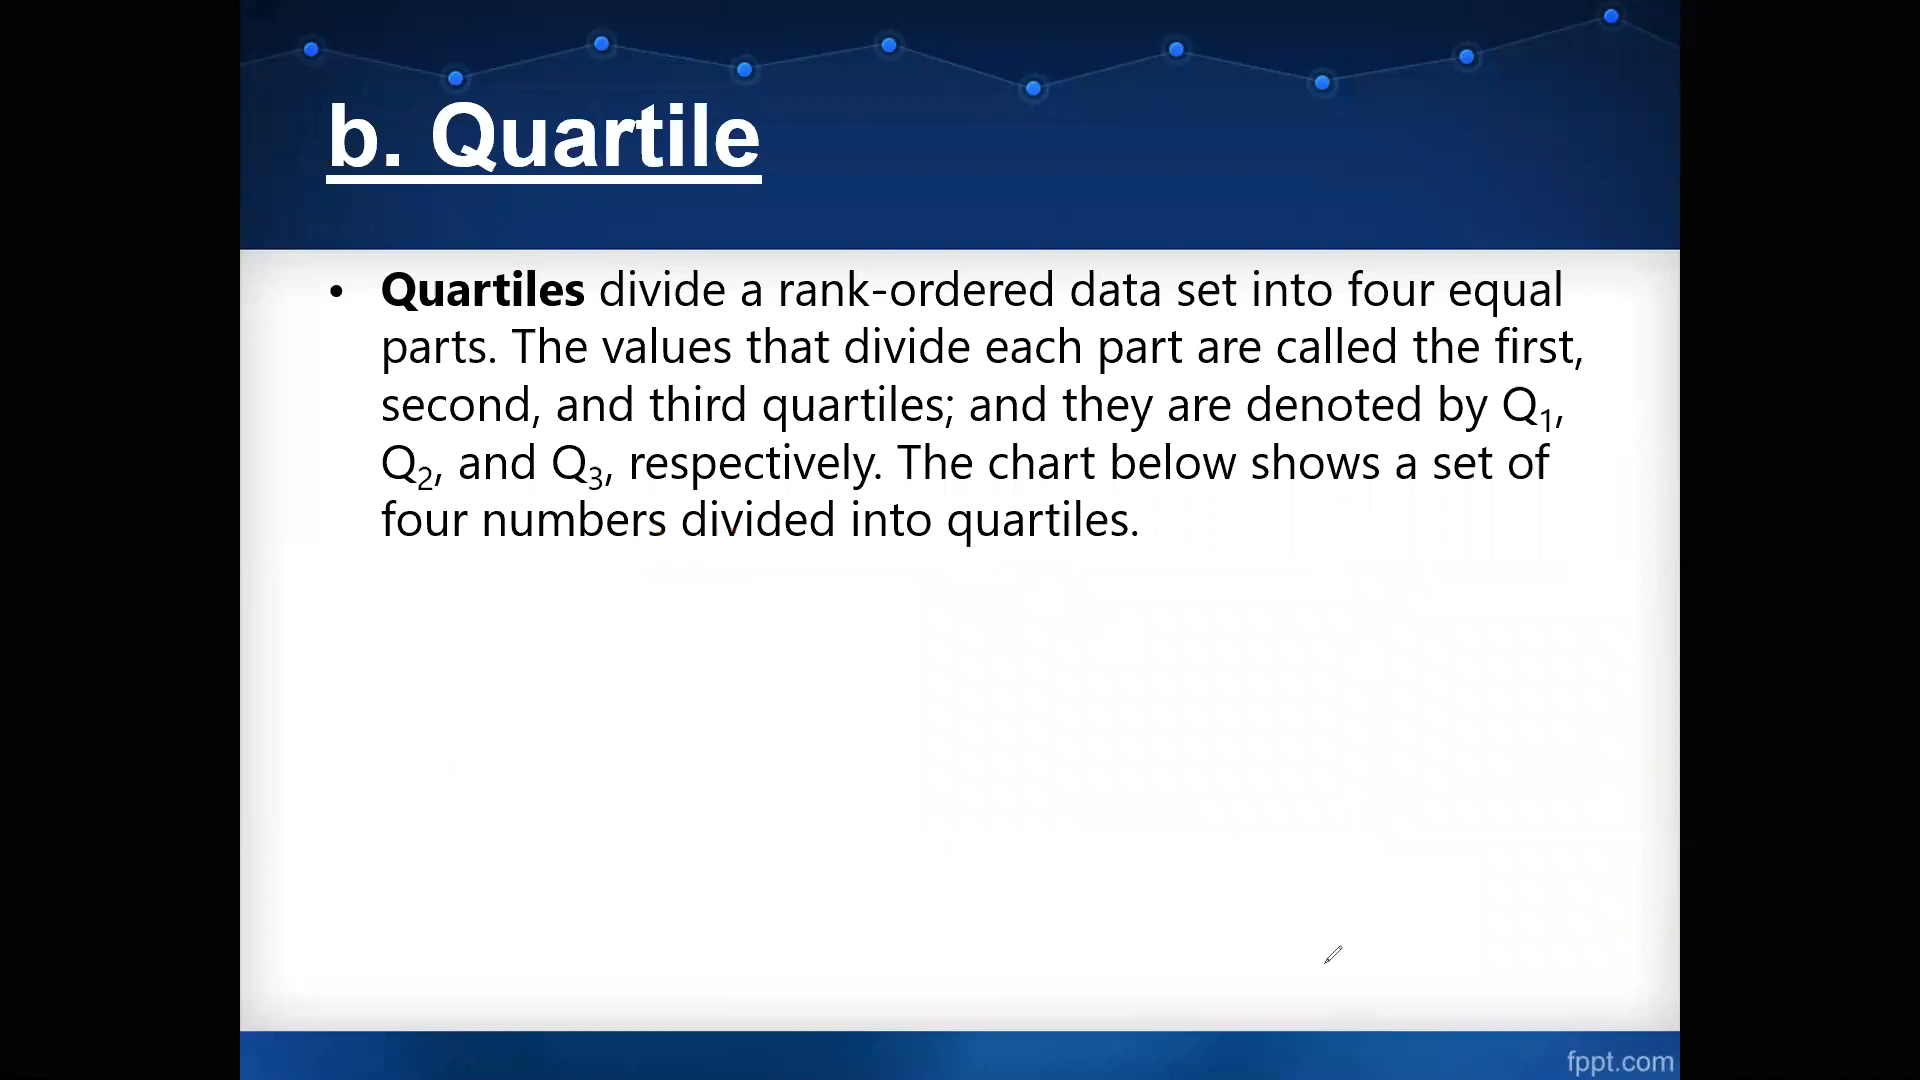 b. Quartile
• Quartiles divide a rank-ordered data set into four equal
parts. The values that divide each part are called the first,
second, and third quartiles; and they are denoted by Q₁,
Q₂, and Q₃, respectively. The chart below shows a set of
four numbers divided into quartiles.
fppt.com